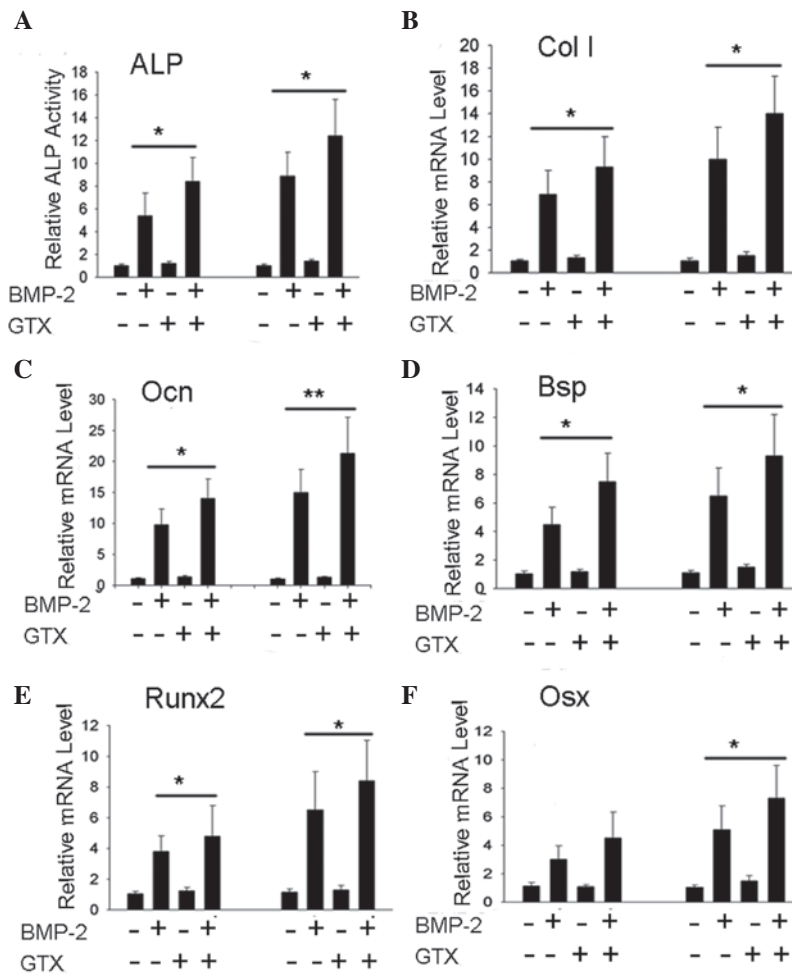 A
ALP
Relative ALP Activity
18
16
14
12
10
8
6
4
2
0
*
*
BMP-2 - + - + - + - +
GTX - - + + - - + +
B
Col I
Relative mRNA Level
20
18
16
14
12
10
8
6
4
2
0
*
*
BMP-2 - + - + - + - +
GTX - - + + - - + +
C
Ocn
Relative mRNA Level
30
25
20
15
10
5
0
*
**
BMP-2 - + - + - + - +
GTX - - + + - - + +
D
Bsp
Relative mRNA Level
14
12
10
8
6
4
2
0
*
*
BMP-2 - + - + - + - +
GTX - - + + - - + +
E
Runx2
Relative mRNA Level
12
10
8
6
4
2
0
*
*
BMP-2 - + - + - + - +
GTX - - + + - - + +
F
Osx
Relative mRNA Level
12
10
8
6
4
2
0
*
BMP-2 - + - + - + - +
GTX - - + + - - + +